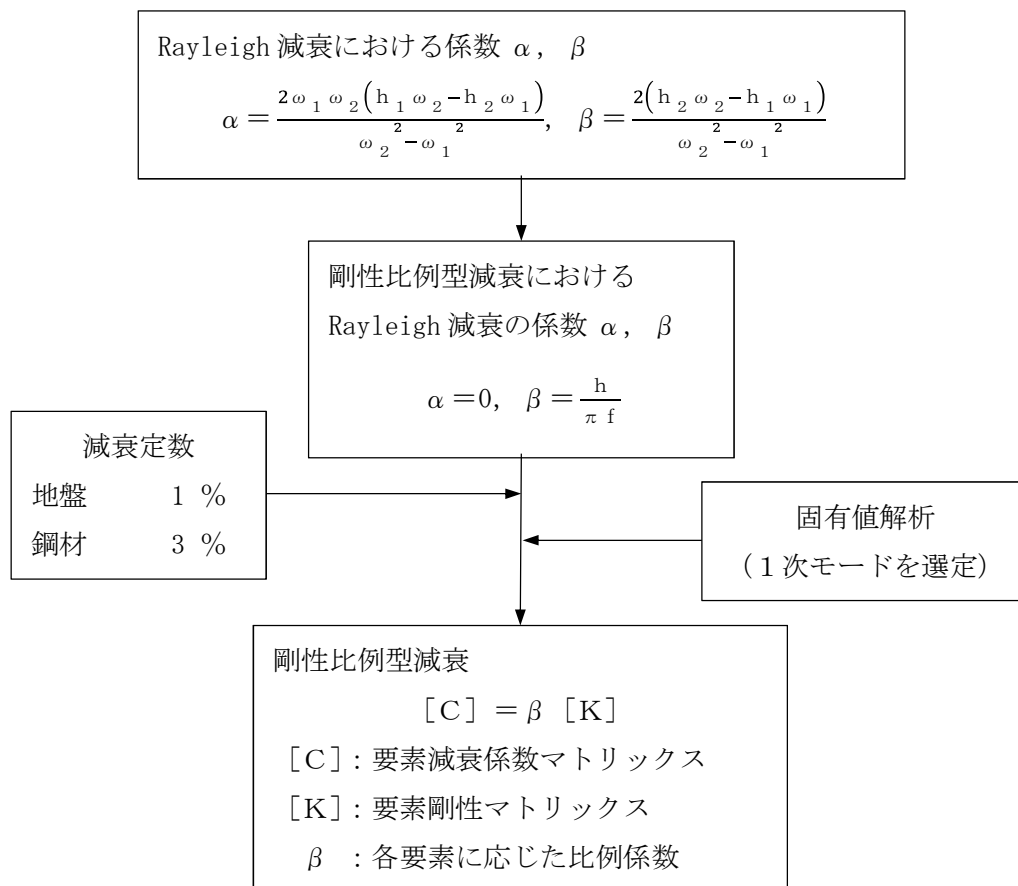 Rayleigh 減衰における係数 α, β
α＝2ω₁ω₂(h₁ω₂−h₂ω₁)/(ω₂²−ω₁²), β＝2(h₂ω₂−h₁ω₁)/(ω₂²−ω₁²)
剛性比例型減衰における
Rayleigh 減衰の係数 α, β
α＝0, β＝h/(π f)
減衰定数
地盤 1 %
鋼材 3 %
固有値解析
（１次モードを選定）
剛性比例型減衰
［C］＝β［K］
［C］：要素減衰係数マトリックス
［K］：要素剛性マトリックス
β ：各要素に応じた比例係数